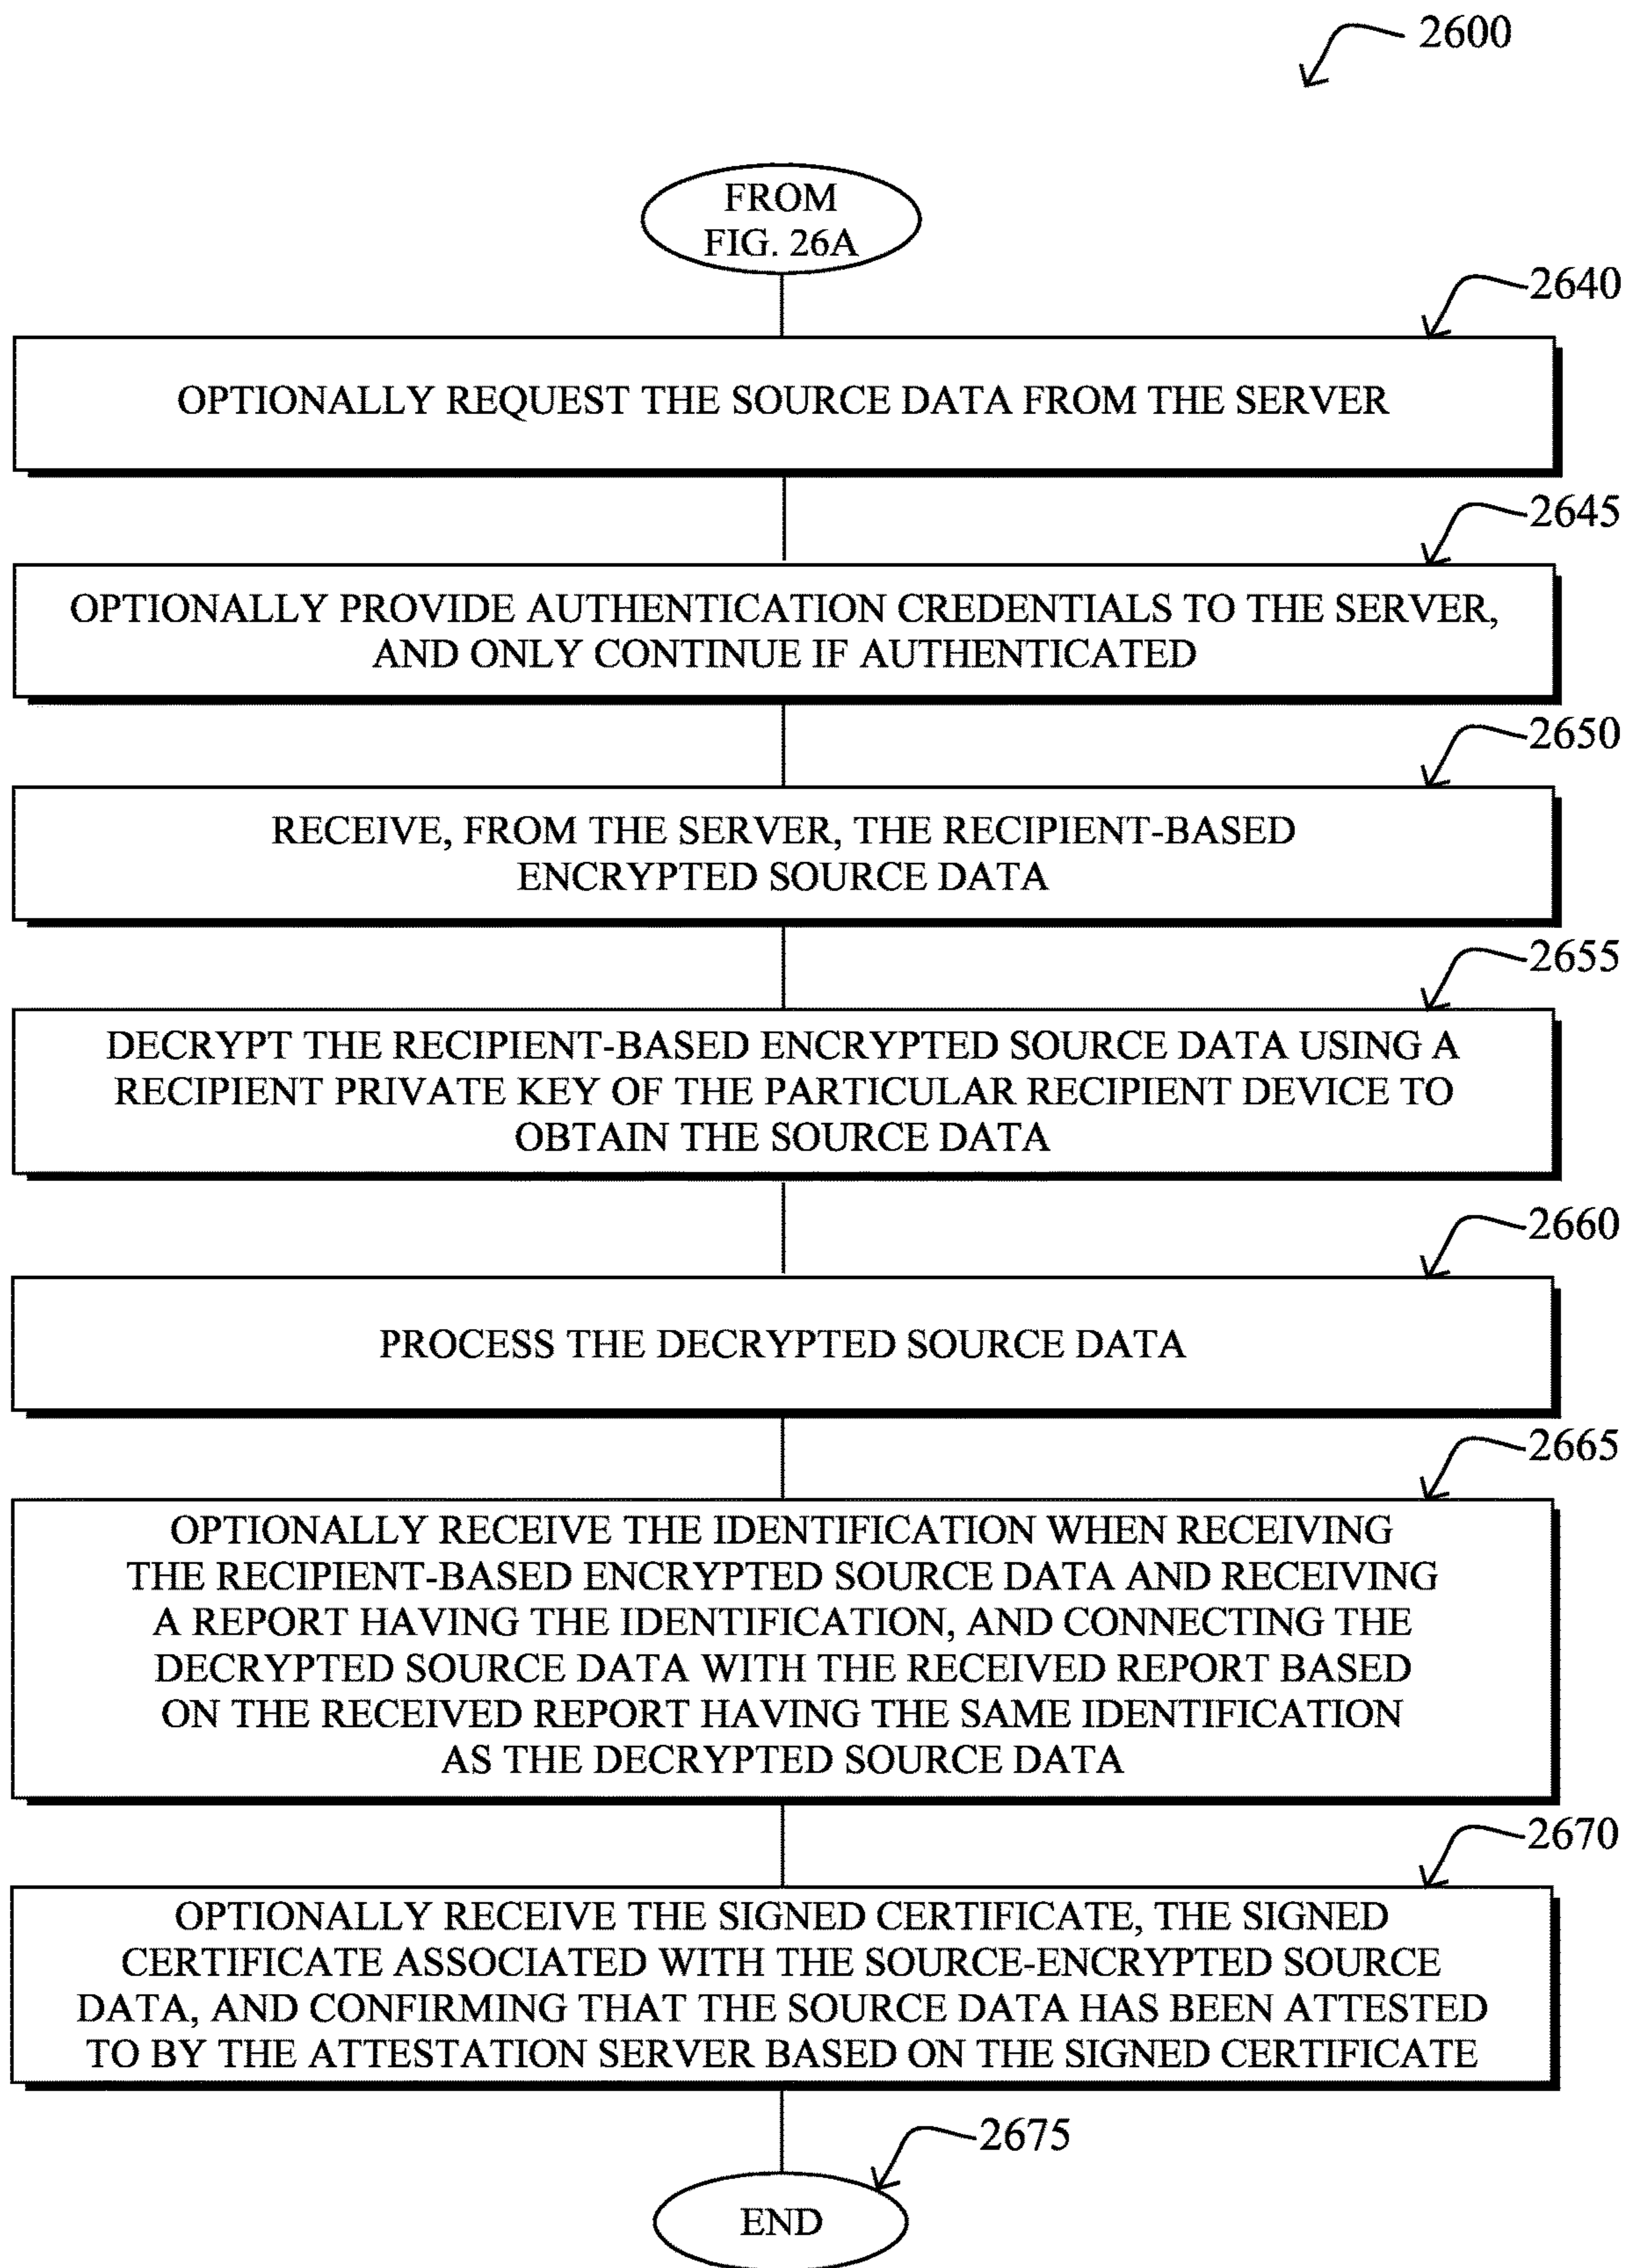 2600
FROM
FIG. 26A
2640
OPTIONALLY REQUEST THE SOURCE DATA FROM THE SERVER
2645
OPTIONALLY PROVIDE AUTHENTICATION CREDENTIALS TO THE SERVER,
AND ONLY CONTINUE IF AUTHENTICATED
2650
RECEIVE, FROM THE SERVER, THE RECIPIENT-BASED
ENCRYPTED SOURCE DATA
2655
DECRYPT THE RECIPIENT-BASED ENCRYPTED SOURCE DATA USING A
RECIPIENT PRIVATE KEY OF THE PARTICULAR RECIPIENT DEVICE TO
OBTAIN THE SOURCE DATA
2660
PROCESS THE DECRYPTED SOURCE DATA
2665
OPTIONALLY RECEIVE THE IDENTIFICATION WHEN RECEIVING
THE RECIPIENT-BASED ENCRYPTED SOURCE DATA AND RECEIVING
A REPORT HAVING THE IDENTIFICATION, AND CONNECTING THE
DECRYPTED SOURCE DATA WITH THE RECEIVED REPORT BASED
ON THE RECEIVED REPORT HAVING THE SAME IDENTIFICATION
AS THE DECRYPTED SOURCE DATA
2670
OPTIONALLY RECEIVE THE SIGNED CERTIFICATE, THE SIGNED
CERTIFICATE ASSOCIATED WITH THE SOURCE-ENCRYPTED SOURCE
DATA, AND CONFIRMING THAT THE SOURCE DATA HAS BEEN ATTESTED
TO BY THE ATTESTATION SERVER BASED ON THE SIGNED CERTIFICATE
2675
END